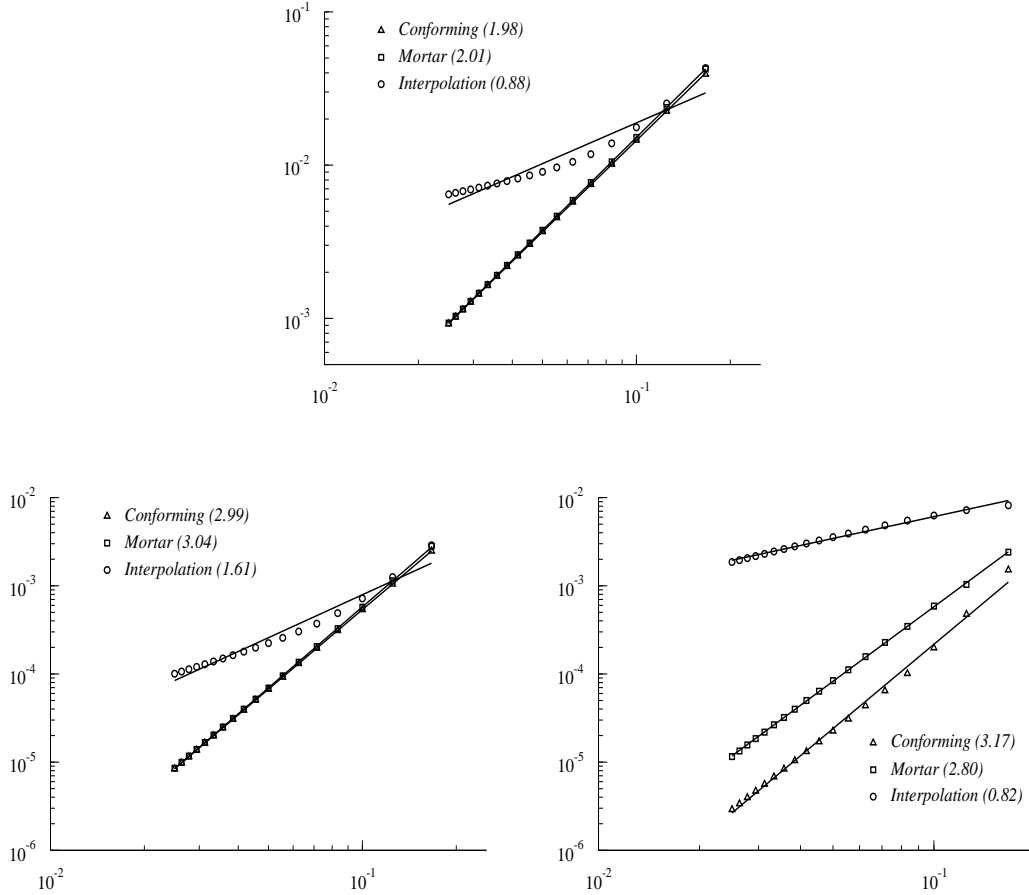 10^-1
Conforming (1.98)
Mortar (2.01)
Interpolation (0.88)
10^-2
10^-3
10^-2
10^-1
10^-2
Conforming (2.99)
Mortar (3.04)
Interpolation (1.61)
10^-3
10^-4
10^-5
10^-6
10^-2
10^-1
10^-2
10^-3
10^-4
10^-5
Conforming (3.17)
Mortar (2.80)
Interpolation (0.82)
10^-6
10^-2
10^-1